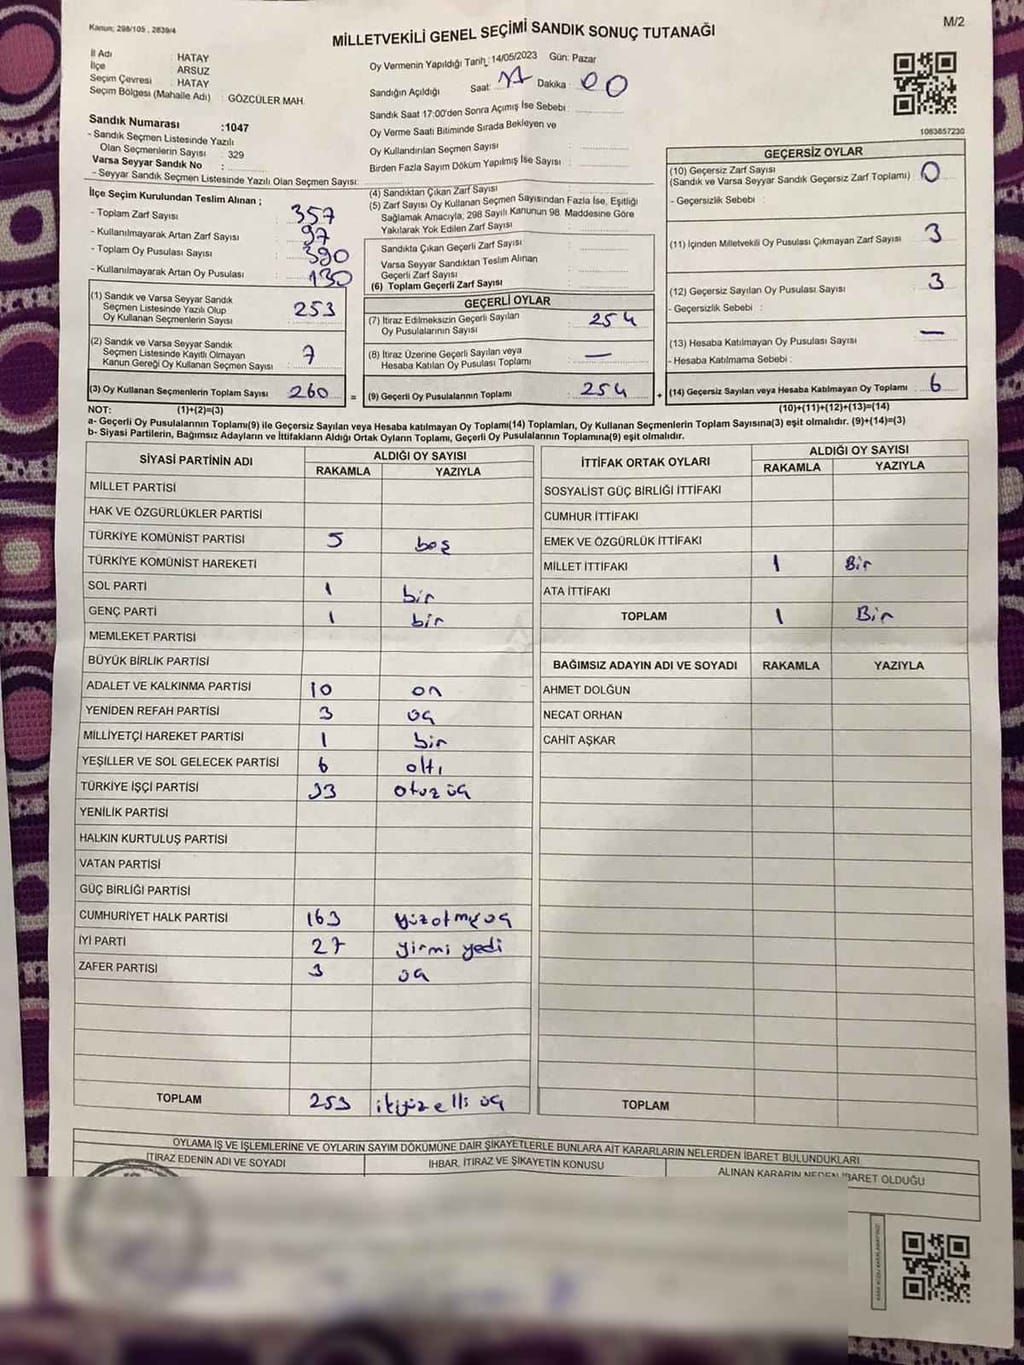 Kanun; 298/105 , 2839/4
MİLLETVEKİLİ GENEL SEÇİMİ SANDIK SONUÇ TUTANAĞI
M/2
İl Adı : HATAY
İlçe : ARSUZ
Seçim Çevresi : HATAY
Seçim Bölgesi (Mahalle Adı) : GÖZCÜLER MAH.
Sandık Numarası :1047
- Sandık Seçmen Listesinde Yazılı
Olan Seçmenlerin Sayısı : 329
Varsa Seyyar Sandık No :
- Seyyar Sandık Seçmen Listesinde Yazılı Olan Seçmen Sayısı:
Oy Vermenin Yapıldığı Tarih : 14/05/2023 Gün: Pazar
Sandığın Açıldığı Saat: 17 Dakika : 00
Sandık Saat 17:00'den Sonra Açımış İse Sebebi :
Oy Verme Saati Bitiminde Sırada Bekleyen ve
Oy Kullandırılan Seçmen Sayısı :
Birden Fazla Sayım Döküm Yapılmış İse Sayısı :
1083857230
İlçe Seçim Kurulundan Teslim Alınan ;
- Toplam Zarf Sayısı : 357
- Kullanılmayarak Artan Zarf Sayısı : 97
- Toplam Oy Pusulası Sayısı : 390
- Kullanılmayarak Artan Oy Pusulası : 130
(1) Sandık ve Varsa Seyyar Sandık
Seçmen Listesinde Yazılı Olup
Oy Kullanan Seçmenlerin Sayısı : 253
(2) Sandık ve Varsa Seyyar Sandık
Seçmen Listesinde Kayıtlı Olmayan
Kanun Gereği Oy Kullanan Seçmen Sayısı : 7
(3) Oy Kullanan Seçmenlerin Toplam Sayısı : 260 =
(4) Sandıktan Çıkan Zarf Sayısı :
(5) Zarf Sayısı Oy Kullanan Seçmen Sayısından Fazla İse, Eşitliği
Sağlamak Amacıyla; 298 Sayılı Kanunun 98. Maddesine Göre
Yakılarak Yok Edilen Zarf Sayısı :
Sandıkta Çıkan Geçerli Zarf Sayısı :
Varsa Seyyar Sandıktan Teslim Alınan
Geçerli Zarf Sayısı :
(6) Toplam Geçerli Zarf Sayısı :
GEÇERLİ OYLAR
(7) İtiraz Edilmeksizin Geçerli Sayılan
Oy Pusulalarının Sayısı : 254
(8) İtiraz Üzerine Geçerli Sayılan veya
Hesaba Katılan Oy Pusulası Toplamı : —
(9) Geçerli Oy Pusulalarının Toplamı : 254 +
GEÇERSİZ OYLAR
(10) Geçersiz Zarf Sayısı : 0
(Sandık ve Varsa Seyyar Sandık Geçersiz Zarf Toplamı)
- Geçersizlik Sebebi :
(11) İçinden Milletvekili Oy Pusulası Çıkmayan Zarf Sayısı : 3
(12) Geçersiz Sayılan Oy Pusulası Sayısı : 3
- Geçersizlik Sebebi :
(13) Hesaba Katılmayan Oy Pusulası Sayısı : —
- Hesaba Katılmama Sebebi :
(14) Geçersiz Sayılan veya Hesaba Katılmayan Oy Toplamı : 6
NOT: (1)+(2)=(3)
(10)+(11)+(12)+(13)=(14)
a- Geçerli Oy Pusulalarının Toplamı(9) ile Geçersiz Sayılan veya Hesaba Katılmayan Oy Toplamı(14) Toplamları, Oy Kullanan Seçmenlerin Toplam Sayısına(3) eşit olmalıdır. (9)+(14)=(3)
b- Siyasi Partilerin, Bağımsız Adayların ve İttifakların Aldığı Ortak Oyların Toplamı, Geçerli Oy Pusulalarının Toplamına(9) eşit olmalıdır.
SİYASİ PARTİNİN ADI ALDIĞI OY SAYISI
RAKAMLA YAZIYLA
MİLLET PARTİSİ
HAK VE ÖZGÜRLÜKLER PARTİSİ
TÜRKİYE KOMÜNİST PARTİSİ 5 beş
TÜRKİYE KOMÜNİST HAREKETİ
SOL PARTİ 1 bir
GENÇ PARTİ 1 bir
MEMLEKET PARTİSİ
BÜYÜK BİRLİK PARTİSİ
ADALET VE KALKINMA PARTİSİ 10 on
YENİDEN REFAH PARTİSİ 3 üç
MİLLİYETÇİ HAREKET PARTİSİ 1 bir
YEŞİLLER VE SOL GELECEK PARTİSİ 6 altı
TÜRKİYE İŞÇİ PARTİSİ 33 otuz üç
YENİLİK PARTİSİ
HALKIN KURTULUŞ PARTİSİ
VATAN PARTİSİ
GÜÇ BİRLİĞİ PARTİSİ
CUMHURİYET HALK PARTİSİ 163 yüzatmışüç
İYİ PARTİ 27 yirmi yedi
ZAFER PARTİSİ 3 üç
TOPLAM 253 ikiyüzelli üç
İTTİFAK ORTAK OYLARI ALDIĞI OY SAYISI
RAKAMLA YAZIYLA
SOSYALİST GÜÇ BİRLİĞİ İTTİFAKI
CUMHUR İTTİFAKI
EMEK VE ÖZGÜRLÜK İTTİFAKI
MİLLET İTTİFAKI 1 Bir
ATA İTTİFAKI
TOPLAM 1 Bir
BAĞIMSIZ ADAYIN ADI VE SOYADI RAKAMLA YAZIYLA
AHMET DOLĞUN
NECAT ORHAN
CAHİT AŞKAR
TOPLAM
OYLAMA İŞ VE İŞLEMLERİNE VE OYLARIN SAYIM DÖKÜMÜNE DAİR ŞİKAYETLERLE BUNLARA AİT KARARLARIN NELERDEN İBARET BULUNDUKLARI
İTİRAZ EDENİN ADI VE SOYADI İHBAR, İTİRAZ VE ŞİKAYETİN KONUSU ALINAN KARARIN NEDEN İBARET OLDUĞU